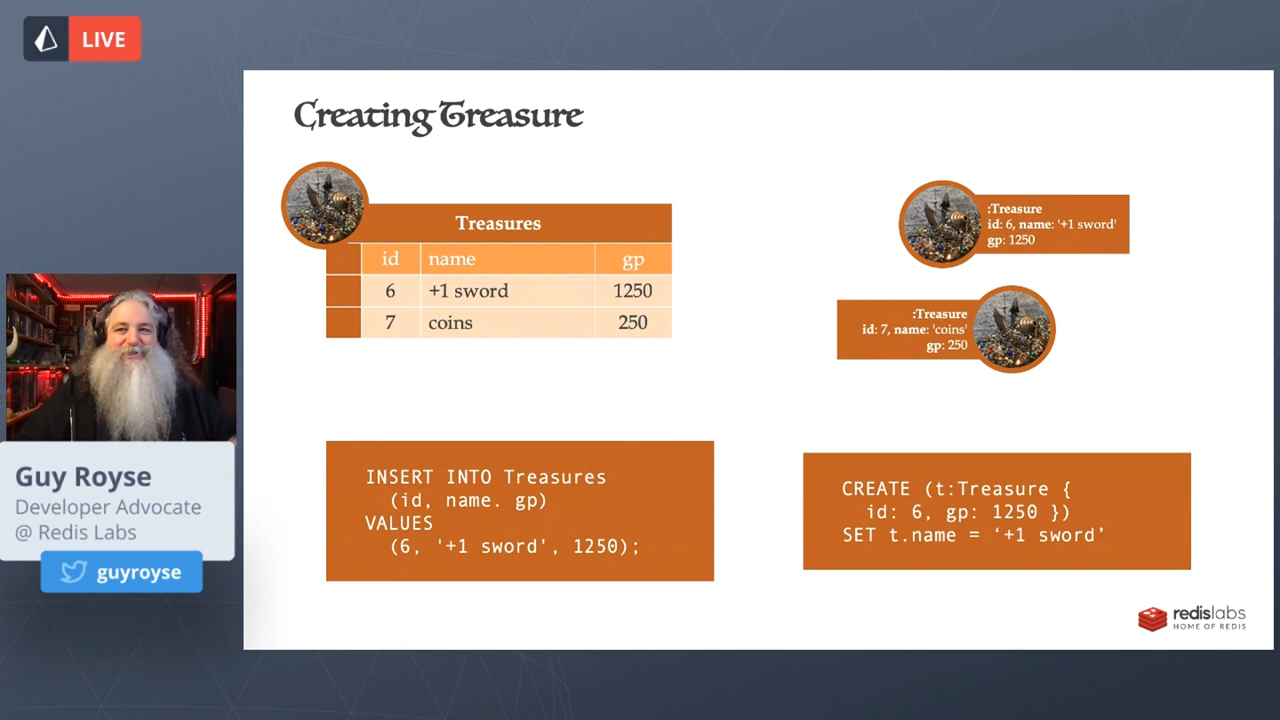 LIVE
Creating Treasure
Treasures
id name gp
6 +1 sword 1250
7 coins 250
:Treasure
id: 6, name: '+1 sword'
gp: 1250
:Treasure
id: 7, name: 'coins'
gp: 250
INSERT INTO Treasures
(id, name. gp)
VALUES
(6, '+1 sword', 1250);
CREATE (t:Treasure {
id: 6, gp: 1250 })
SET t.name = ‘+1 sword’
Guy Royse
Developer Advocate
@ Redis Labs
guyroyse
redislabs
HOME OF REDIS